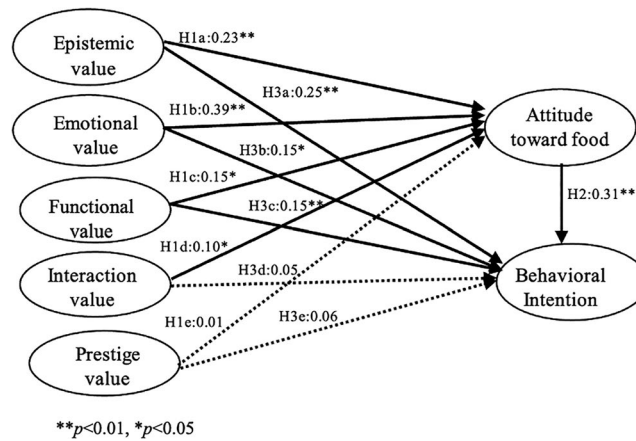 Epistemic
value
H1a:0.23**
H3a:0.25**
Emotional
value
H1b:0.39**
H3b:0.15*
Attitude
toward food
Functional
value
H1c:0.15*
H3c:0.15**
H2:0.31**
Interaction
value
H1d:0.10*
H3d:0.05
Behavioral
Intention
Prestige
value
H1e:0.01
H3e:0.06
**p<0.01, *p<0.05